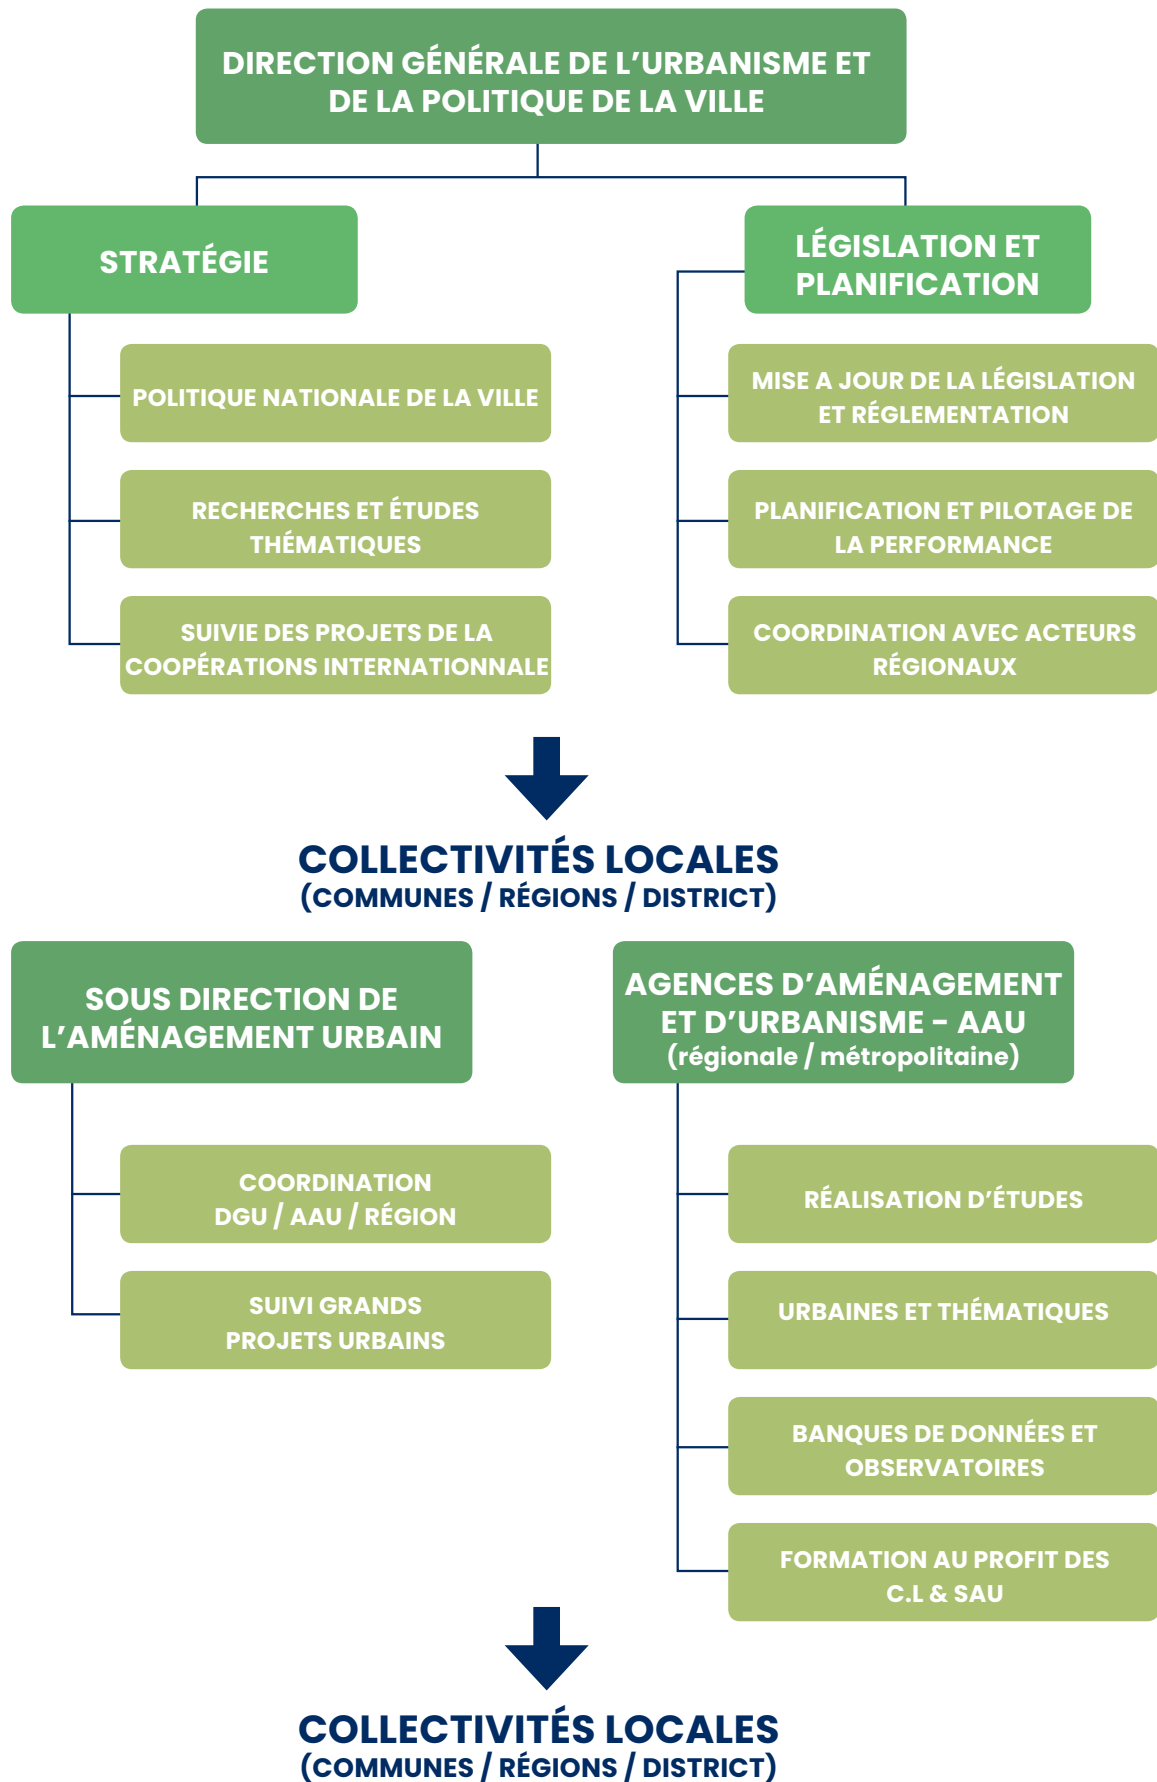 DIRECTION GÉNÉRALE DE L'URBANISME ET
DE LA POLITIQUE DE LA VILLE
STRATÉGIE
POLITIQUE NATIONALE DE LA VILLE
RECHERCHES ET ÉTUDES
THÉMATIQUES
SUIVIE DES PROJETS DE LA
COOPÉRATIONS INTERNATIONNALE
LÉGISLATION ET
PLANIFICATION
MISE A JOUR DE LA LÉGISLATION
ET RÉGLEMENTATION
PLANIFICATION ET PILOTAGE DE
LA PERFORMANCE
COORDINATION AVEC ACTEURS
RÉGIONAUX
COLLECTIVITÉS LOCALES
(COMMUNES / RÉGIONS / DISTRICT)
SOUS DIRECTION DE
L'AMÉNAGEMENT URBAIN
COORDINATION
DGU / AAU / RÉGION
SUIVI GRANDS
PROJETS URBAINS
AGENCES D'AMÉNAGEMENT
ET D'URBANISME - AAU
(régionale / métropolitaine)
RÉALISATION D'ÉTUDES
URBAINES ET THÉMATIQUES
BANQUES DE DONNÉES ET
OBSERVATOIRES
FORMATION AU PROFIT DES
C.L & SAU
COLLECTIVITÉS LOCALES
(COMMUNES / RÉGIONS / DISTRICT)